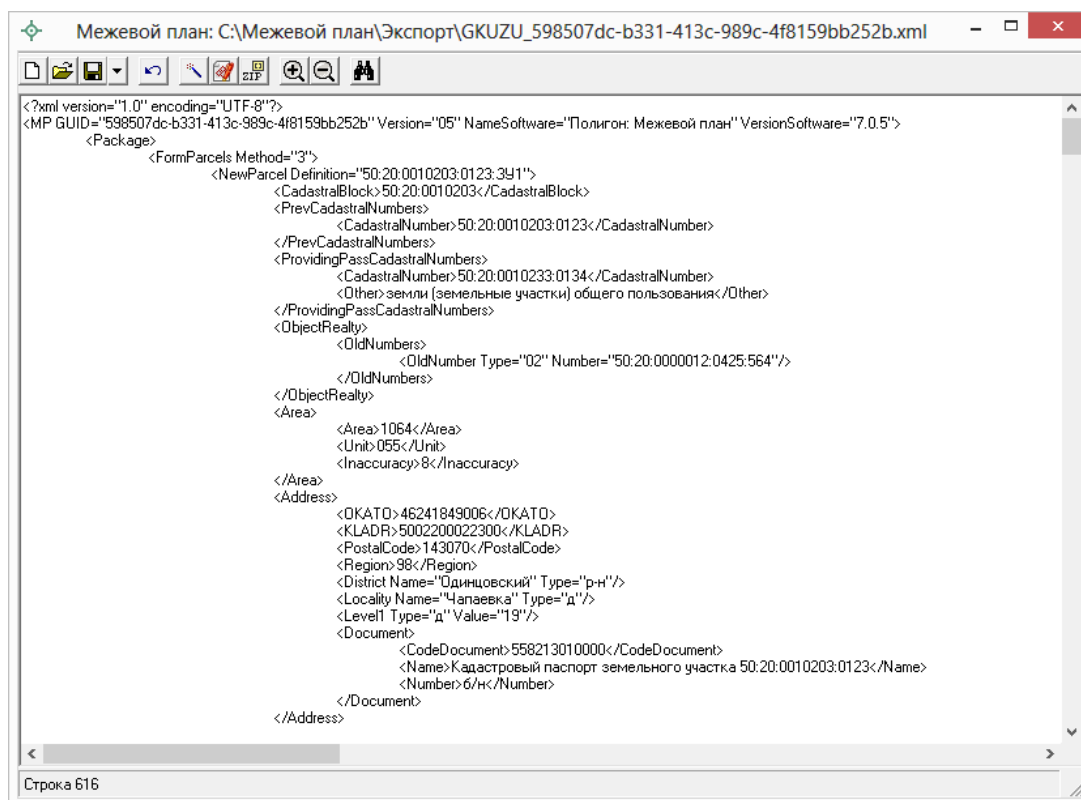 Межевой план: C:\Межевой план\Экспорт\GKUZU_598507dc-b331-413c-989c-4f8159bb252b.xml
ZIP
<?xml version="1.0" encoding="UTF-8"?>
<MP GUID="598507dc-b331-413c-989c-4f8159bb252b" Version="05" NameSoftware="Полигон: Межевой план" VersionSoftware="7.0.5">
<Package>
<FormParcels Method="3">
<NewParcel Definition="50:20:0010203:0123:ЗУ1">
<CadastralBlock>50:20:0010203</CadastralBlock>
<PrevCadastralNumbers>
<CadastralNumber>50:20:0010203:0123</CadastralNumber>
</PrevCadastralNumbers>
<ProvidingPassCadastralNumbers>
<CadastralNumber>50:20:0010233:0134</CadastralNumber>
<Other>земли (земельные участки) общего пользования</Other>
</ProvidingPassCadastralNumbers>
<ObjectRealty>
<OldNumbers>
<OldNumber Type="02" Number="50:20:0000012:0425:564"/>
</OldNumbers>
</ObjectRealty>
<Area>
<Area>1064</Area>
<Unit>055</Unit>
<Inaccuracy>8</Inaccuracy>
</Area>
<Address>
<OKATO>46241849006</OKATO>
<KLADR>5002200022300</KLADR>
<PostalCode>143070</PostalCode>
<Region>98</Region>
<District Name="Одинцовский" Type="р-н"/>
<Locality Name="Чапаевка" Type="д"/>
<Level1 Type="д" Value="19"/>
<Document>
<CodeDocument>558213010000</CodeDocument>
<Name>Кадастровый паспорт земельного участка 50:20:0010203:0123</Name>
<Number>б/н</Number>
</Document>
</Address>
Строка 616